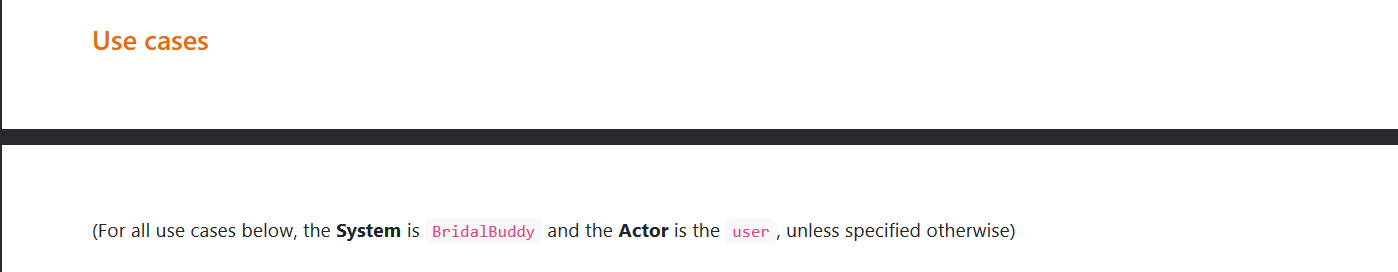 Use cases
(For all use cases below, the System is BridalBuddy and the Actor is the user, unless specified otherwise)